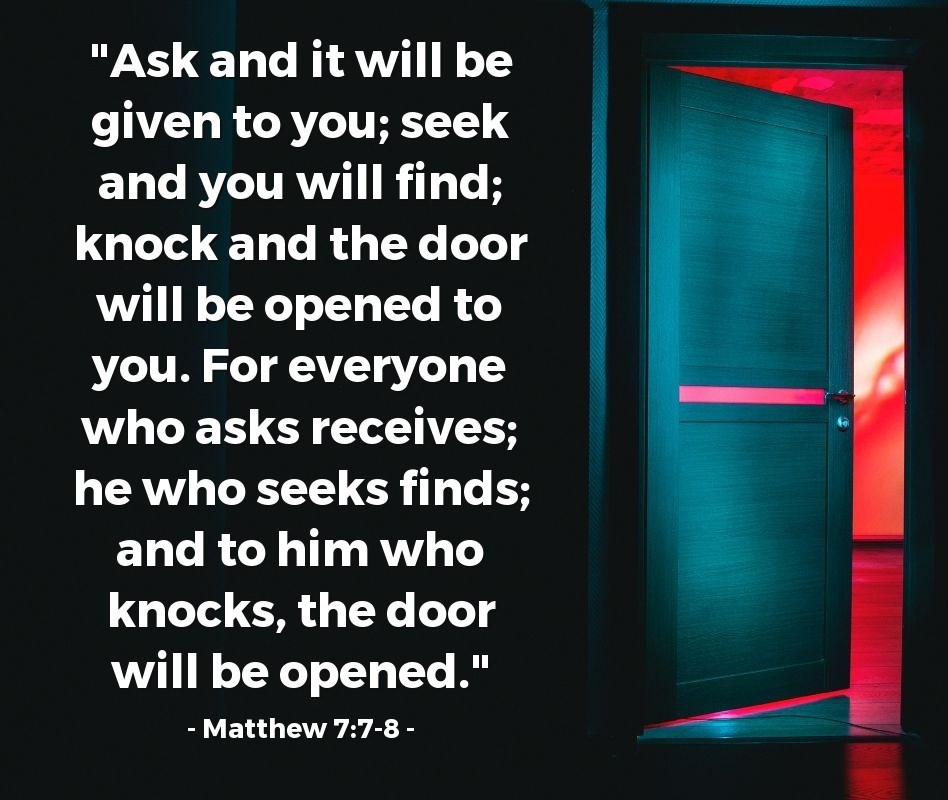 "Ask and it will be
given to you; seek
and you will find;
knock and the door
will be opened to
you. For everyone
who asks receives;
he who seeks finds;
and to him who
knocks, the door
will be opened."
- Matthew 7:7-8 -